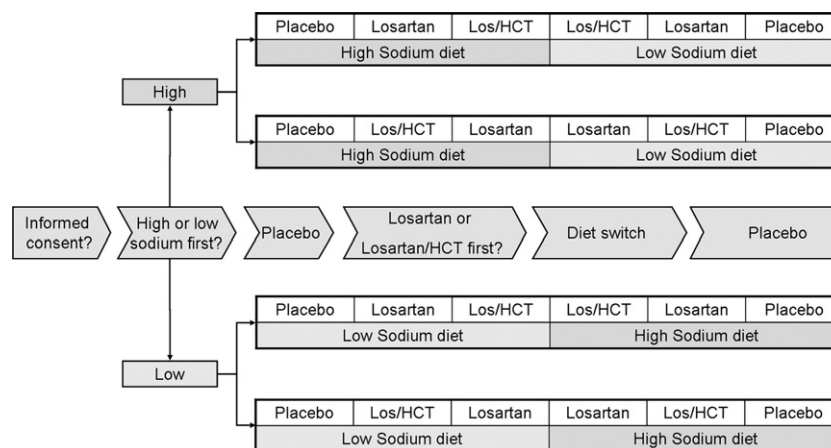 Placebo Losartan Los/HCT Los/HCT Losartan Placebo
High Sodium diet Low Sodium diet
High
Placebo Los/HCT Losartan Losartan Los/HCT Placebo
High Sodium diet Low Sodium diet
Informed consent?
High or low sodium first?
Placebo
Losartan or
Losartan/HCT first?
Diet switch
Placebo
Placebo Losartan Los/HCT Los/HCT Losartan Placebo
Low Sodium diet High Sodium diet
Low
Placebo Los/HCT Losartan Losartan Los/HCT Placebo
Low Sodium diet High Sodium diet